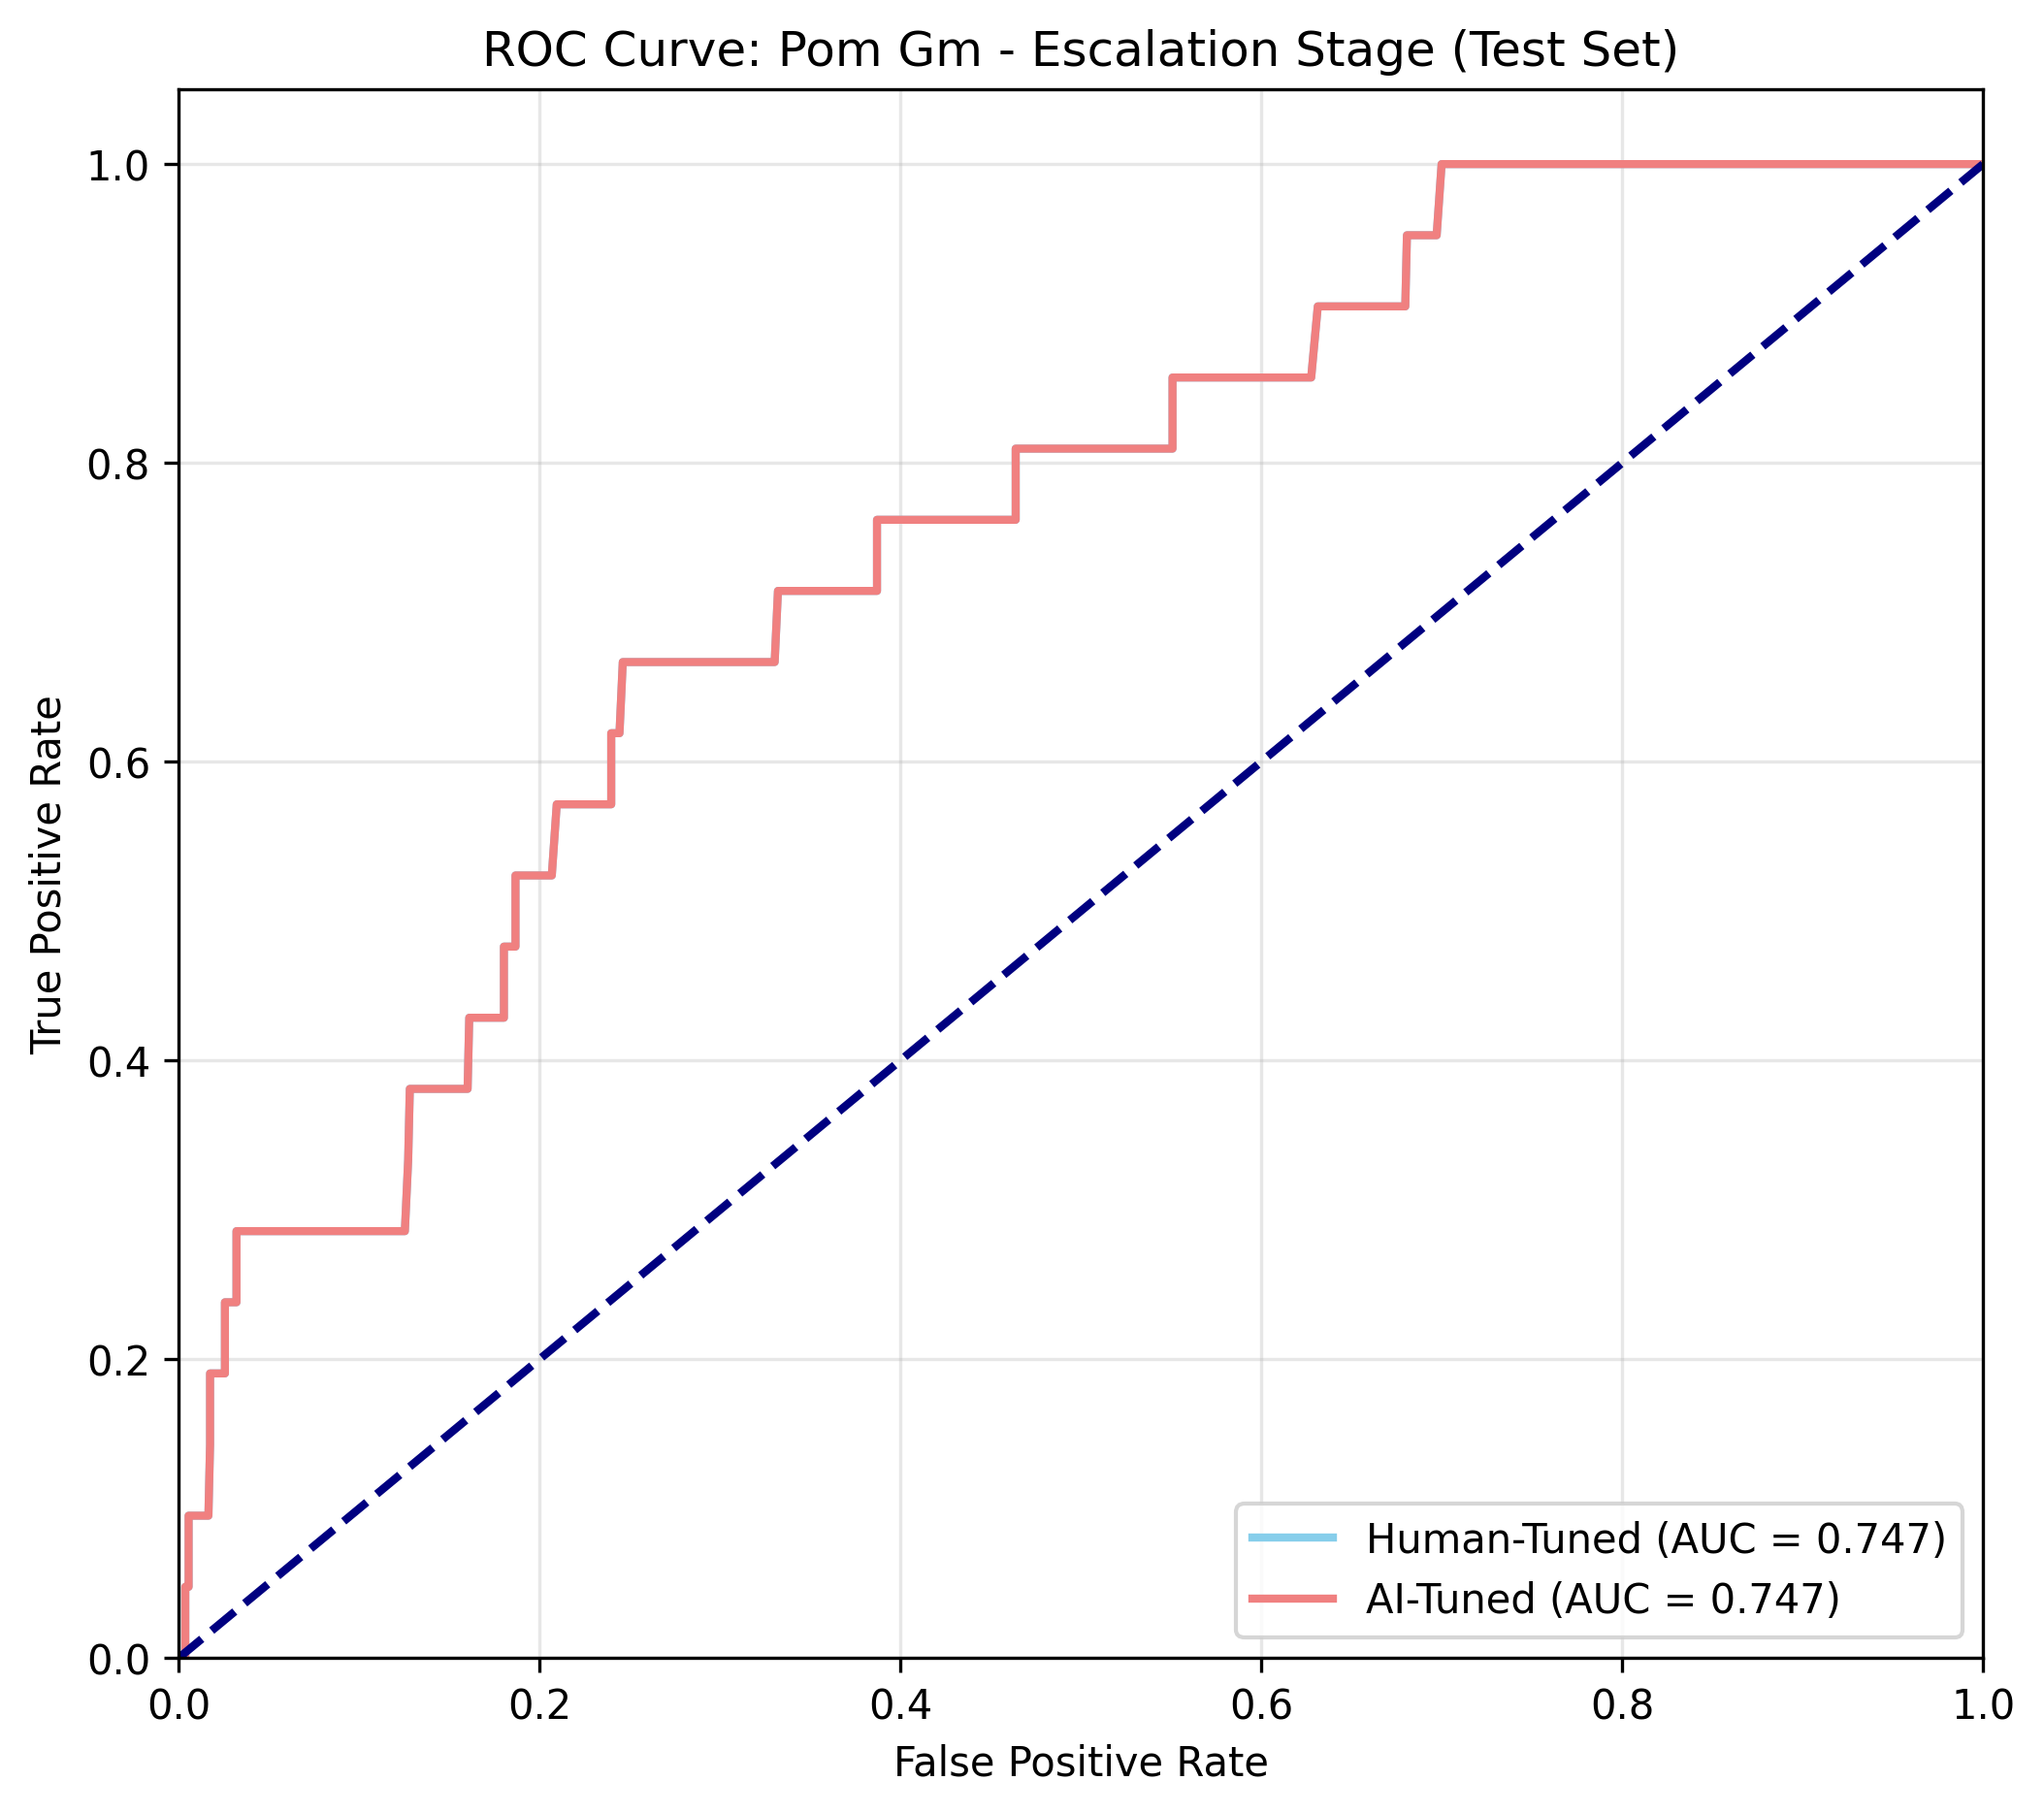 ROC Curve: Pom Gm - Escalation Stage (Test Set)
1.0
0.8
0.6
0.4
0.2
0.0
True Positive Rate
0.0 0.2 0.4 0.6 0.8 1.0
False Positive Rate
Human-Tuned (AUC = 0.747)
AI-Tuned (AUC = 0.747)